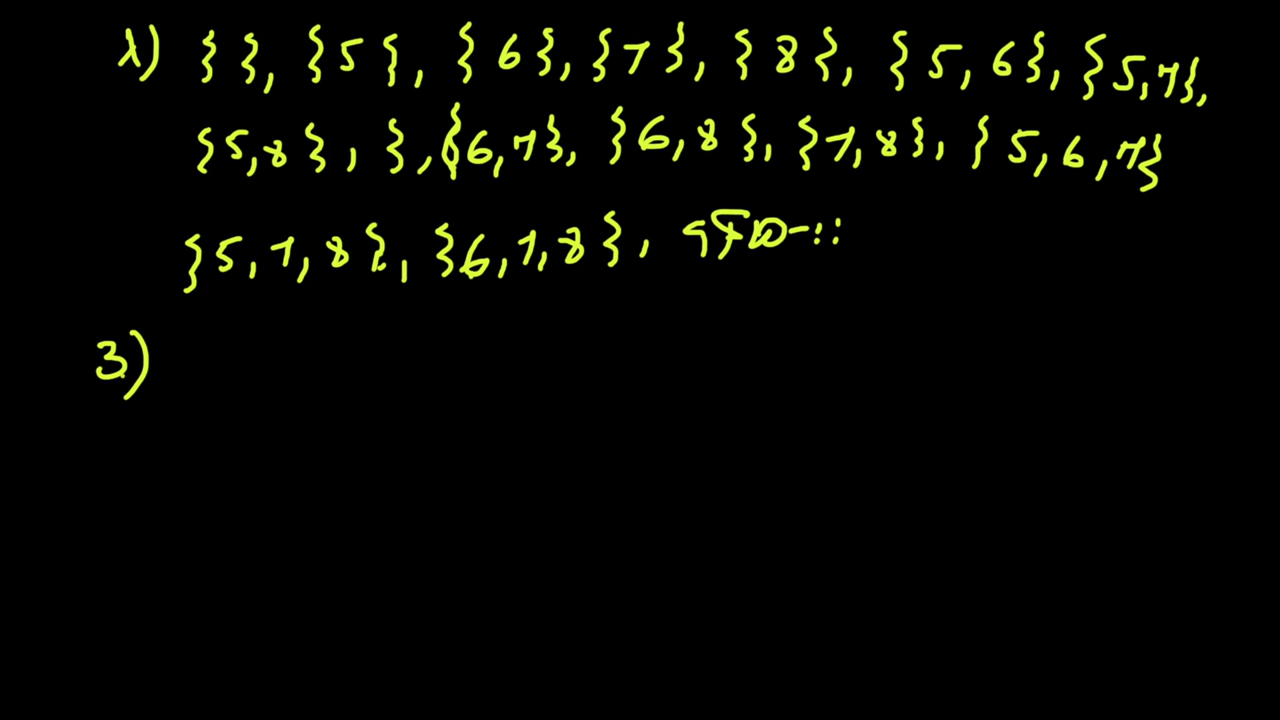 2) { }, { 5 }, { 6 }, { 7 }, { 8 }, { 5, 6 }, { 5, 7 },
{ 5, 8 }, }, { 6, 7 }, { 6, 8 }, { 7, 8 }, { 5, 6, 7 }
{ 5, 7, 8 }, { 6, 7, 8 },
3)